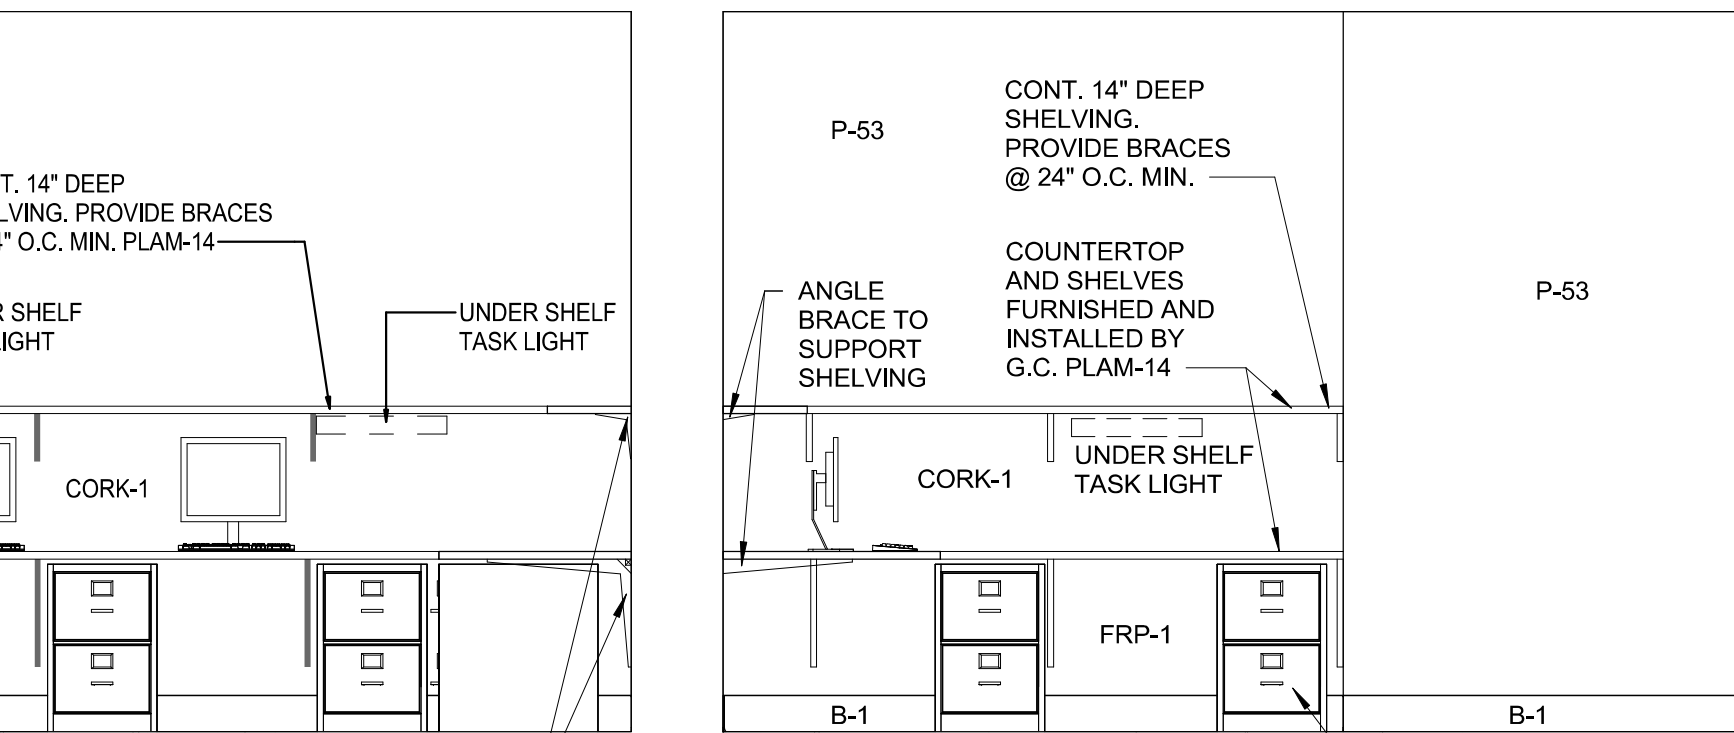 T. 14" DEEP
LVING. PROVIDE BRACES
" O.C. MIN. PLAM-14
R SHELF
IGHT
UNDER SHELF
TASK LIGHT
CORK-1
P-53
CONT. 14" DEEP
SHELVING.
PROVIDE BRACES
@ 24" O.C. MIN.
COUNTERTOP
AND SHELVES
FURNISHED AND
INSTALLED BY
G.C. PLAM-14
ANGLE
BRACE TO
SUPPORT
SHELVING
CORK-1
UNDER SHELF
TASK LIGHT
FRP-1
B-1
P-53
B-1